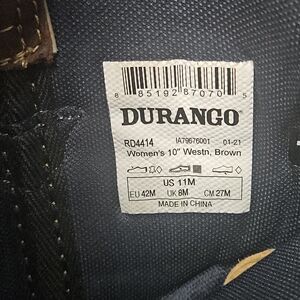 8 85192 87070 5
DURANGO®
RD4414 IA79676001 01-21
Women's 10" Westn, Brown
US 11M
EU 42M UK 8M CM 27M
MADE IN CHINA